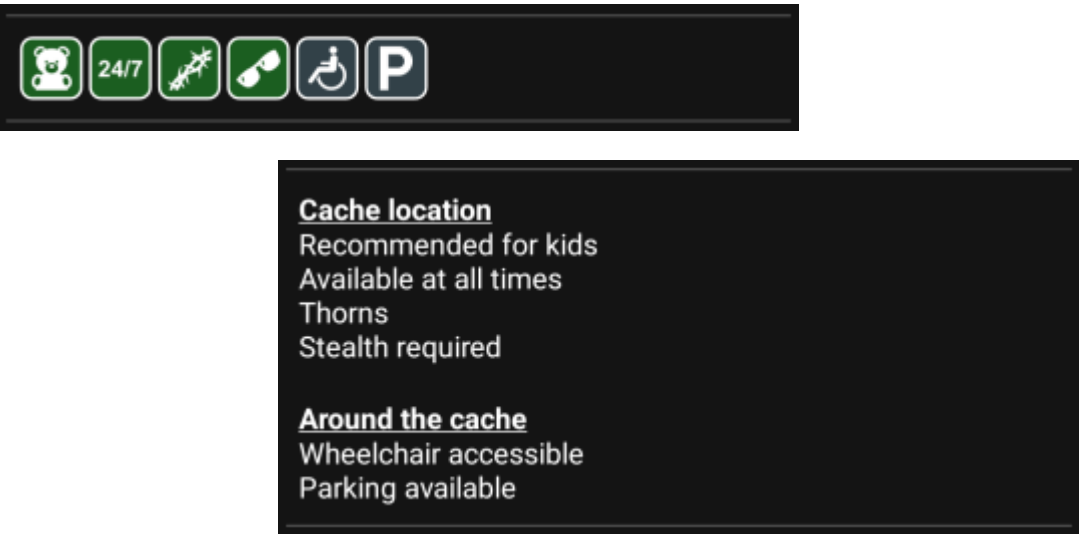 24/7
P
Cache location
Recommended for kids
Available at all times
Thorns
Stealth required
Around the cache
Wheelchair accessible
Parking available